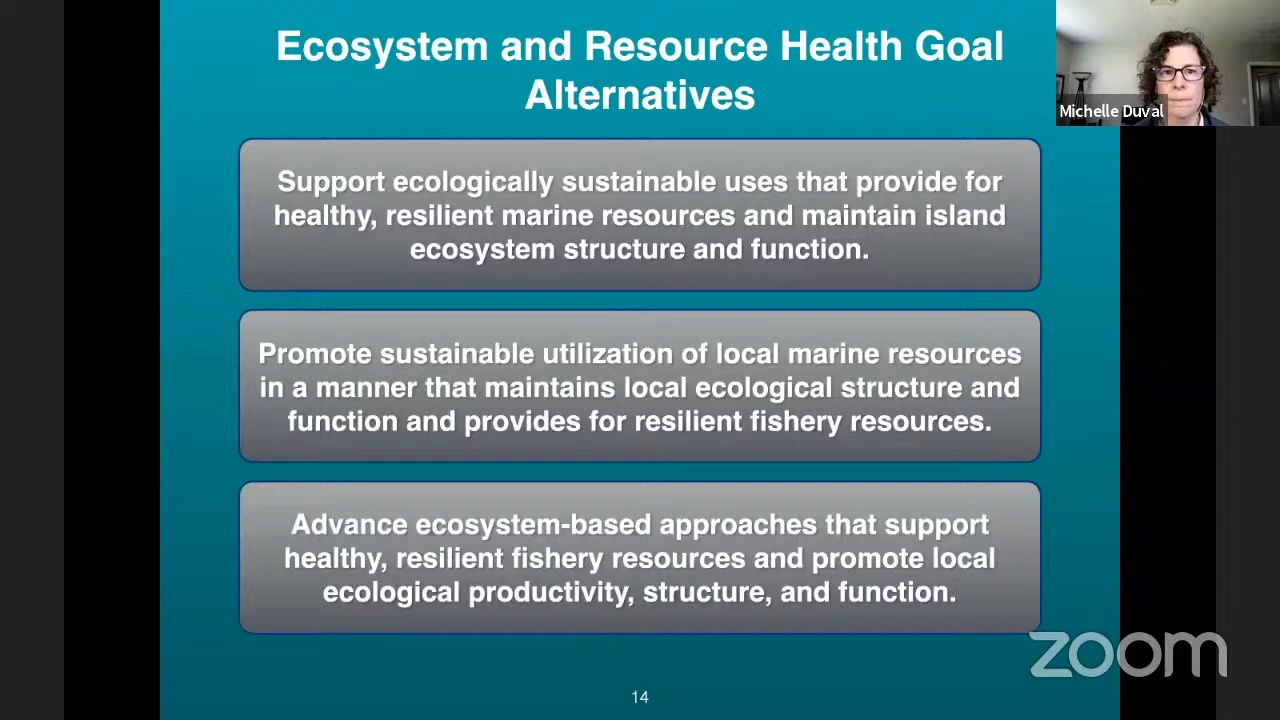 Ecosystem and Resource Health Goal
Alternatives
Michelle Duval
Support ecologically sustainable uses that provide for
healthy, resilient marine resources and maintain island
ecosystem structure and function.
Promote sustainable utilization of local marine resources
in a manner that maintains local ecological structure and
function and provides for resilient fishery resources.
Advance ecosystem-based approaches that support
healthy, resilient fishery resources and promote local
ecological productivity, structure, and function.
zoom
14